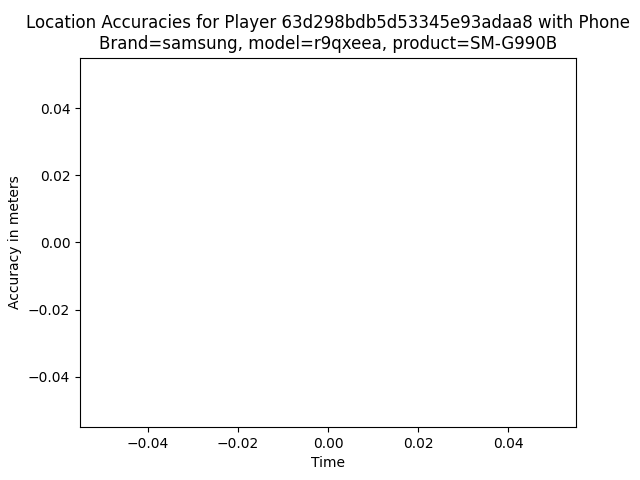 Location Accuracies for Player 63d298bdb5d53345e93adaa8 with Phone
Brand=samsung, model=r9qxeea, product=SM-G990B
Accuracy in meters
0.04
0.02
0.00
−0.02
−0.04
−0.04 −0.02 0.00 0.02 0.04
Time